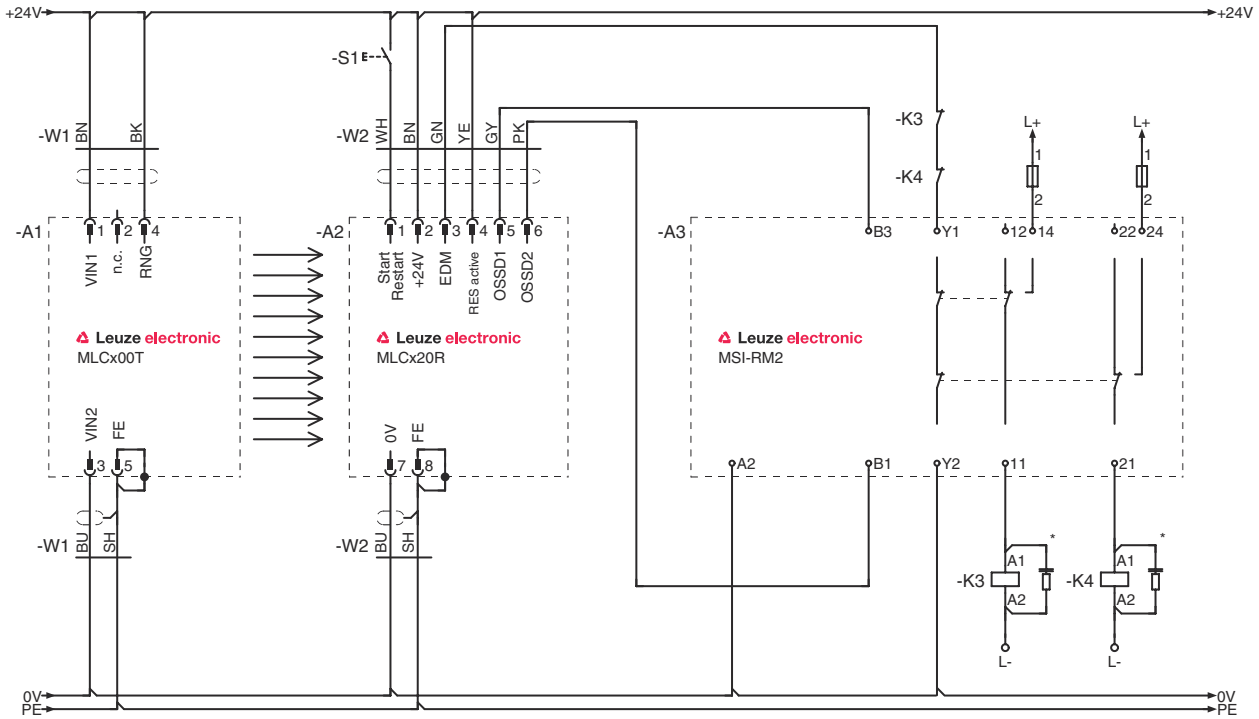 +24V +24V
-S1
-W1 BN BK
-W2 WH BN GN YE GY PK
-K3
-K4
L+ L+
1 1
2 2
-A1 1 2 4
VIN1 n.c. RNG
-A2 1 2 3 4 5 6
Start Restart +24V EDM RES active OSSD1 OSSD2
-A3 B3 Y1 12 14 22 24
Leuze electronic
MLCx00T
Leuze electronic
MLCx20R
Leuze electronic
MSI-RM2
VIN2 FE
3 5
0V FE
7 8
A2 B1 Y2 11 21
-W1 BU SH
-W2 BU SH
-K3 A1 A2 *
-K4 A1 A2 *
L- L-
0V 0V
PE PE